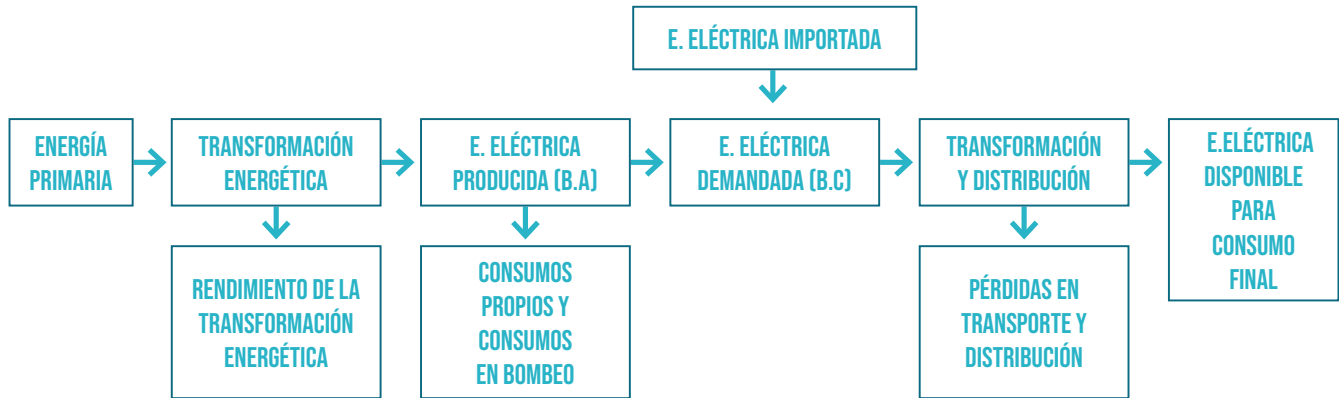 E. ELÉCTRICA IMPORTADA
ENERGÍA
PRIMARIA
TRANSFORMACIÓN
ENERGÉTICA
E. ELÉCTRICA
PRODUCIDA (B.A)
E. ELÉCTRICA
DEMANDADA (B.C)
TRANSFORMACIÓN
Y DISTRIBUCIÓN
E.ELÉCTRICA
DISPONIBLE
PARA
CONSUMO
FINAL
RENDIMIENTO DE LA
TRANSFORMACIÓN
ENERGÉTICA
CONSUMOS
PROPIOS Y
CONSUMOS
EN BOMBEO
PÉRDIDAS EN
TRANSPORTE Y
DISTRIBUCIÓN